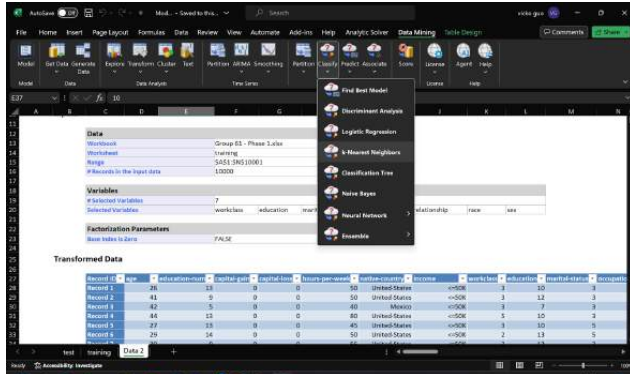 AutoSave On Mod... - Saved to this... Search vicko guo
File Home Insert Page Layout Formulas Data Review View Automate Add-ins Help Analytic Solver Data Mining Table Design Comments Share
Model Get Data Generate Data Explore Transform Cluster Text Partition ARIMA Smoothing Partition Classify Predict Associate Score License Agent Help
Model Data Data Analysis Time Series License Help
Find Best Model
Discriminant Analysis
Logistic Regression
k-Nearest Neighbors
Classification Tree
Naive Bayes
Neural Network
Ensemble
E37 fx 10
A B C D E F G H M N
Data
Workbook Group 03 - Phase 1.xlsx
Worksheet training
Range $A$1:$N$10001
# Records in the input data 10000
Variables
# Selected Variables 7
Selected Variables workclass education relationship race sex
Factorization Parameters
Base index is Zero FALSE
Transformed Data
Record ID age education-num capital-gain capital-loss hours-per-week native-country income workclass education marital-status occupatio
Record 1 26 13 0 0 50 United-States <=50K 3 10 3
Record 2 41 9 0 0 50 United-States <=50K 3 12 3
Record 3 42 5 0 0 40 Mexico <=50K 3 7 3
Record 4 44 13 0 0 80 United-States <=50K 5 10 3
Record 5 27 13 0 0 45 United-States <=50K 3 10 5
Record 6 29 14 0 0 50 United-States <=50K 2 13 5
test training Data 2
Ready Accessibility: Investigate